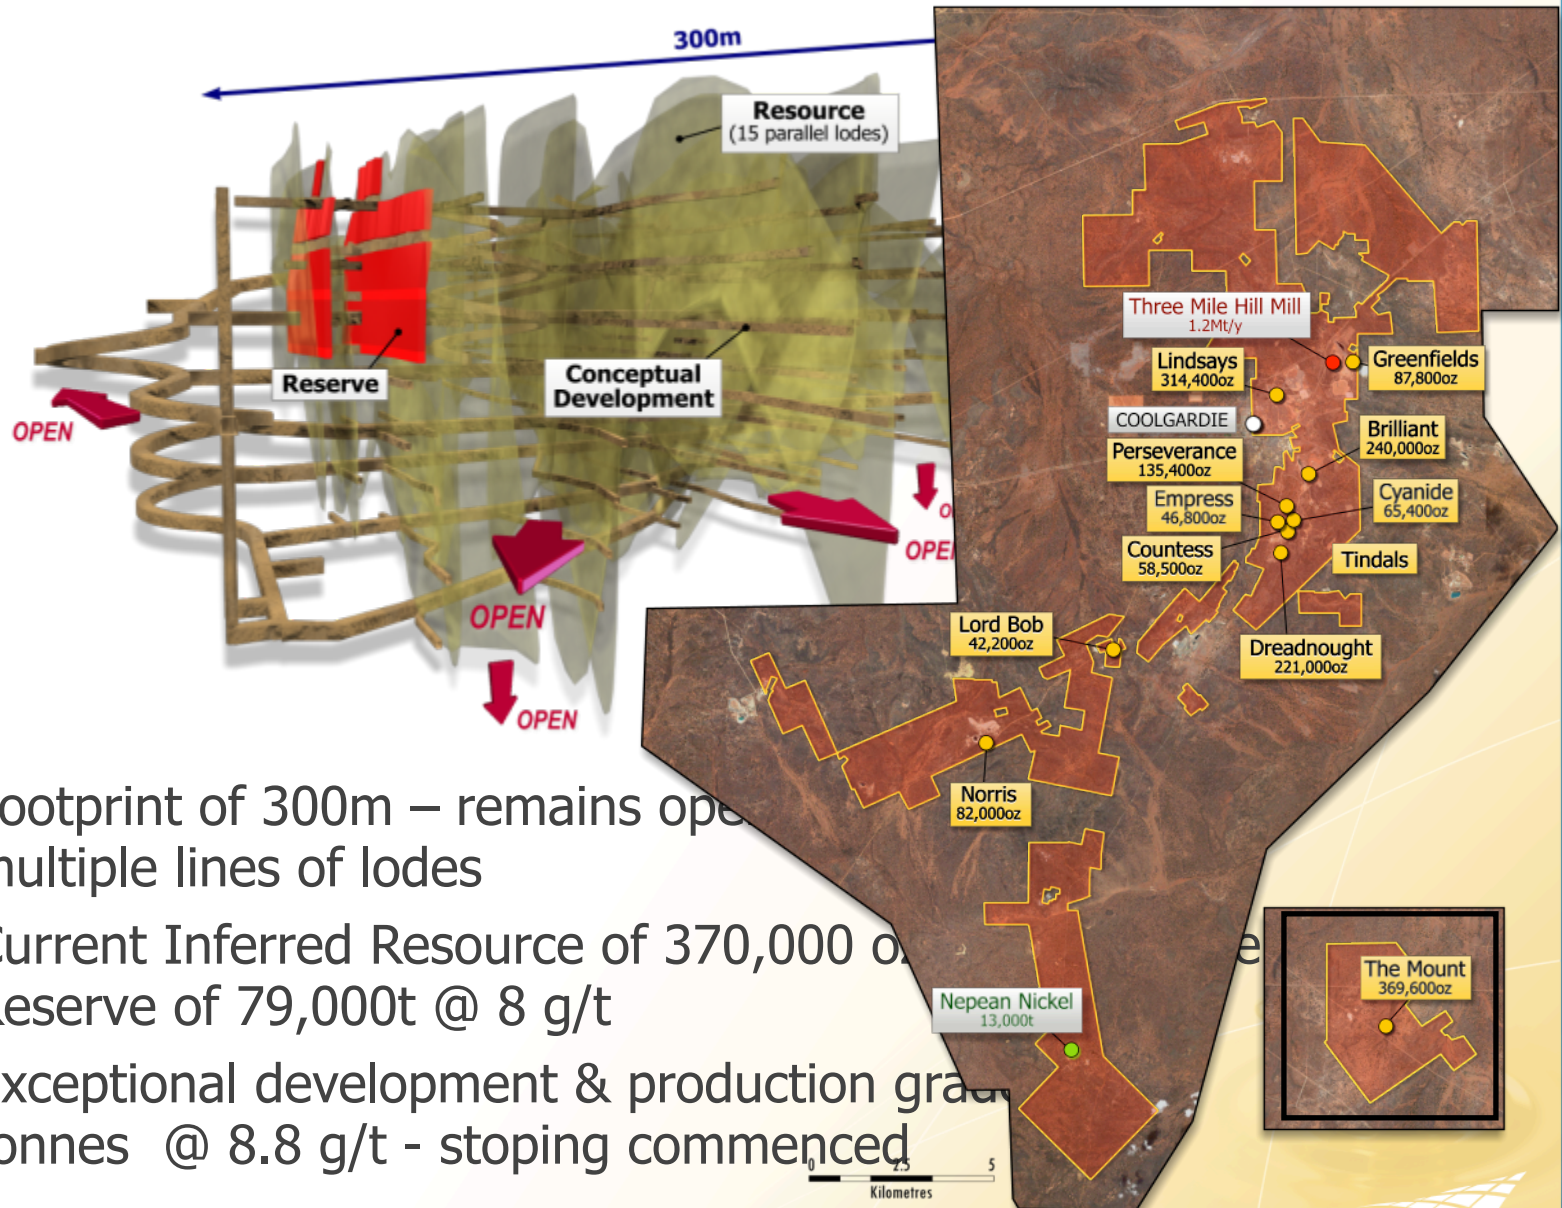 300m
Resource
(15 parallel lodes)
Reserve
Conceptual
Development
OPEN
OPEN
OPEN
OPE
O
Three Mile Hill Mill
1.2Mt/y
Lindsays
314,400oz
Greenfields
87,800oz
COOLGARDIE
Brilliant
240,000oz
Perseverance
135,400oz
Empress
46,800oz
Cyanide
65,400oz
Countess
58,500oz
Tindals
Lord Bob
42,200oz
Dreadnought
221,000oz
Norris
82,000oz
Nepean Nickel
13,000t
The Mount
369,600oz
ootprint of 300m – remains ope
ultiple lines of lodes
Current Inferred Resource of 370,000 o e
Reserve of 79,000t @ 8 g/t
xceptional development & production grade
onnes @ 8.8 g/t - stoping commenced
0 2.5 5
Kilometres